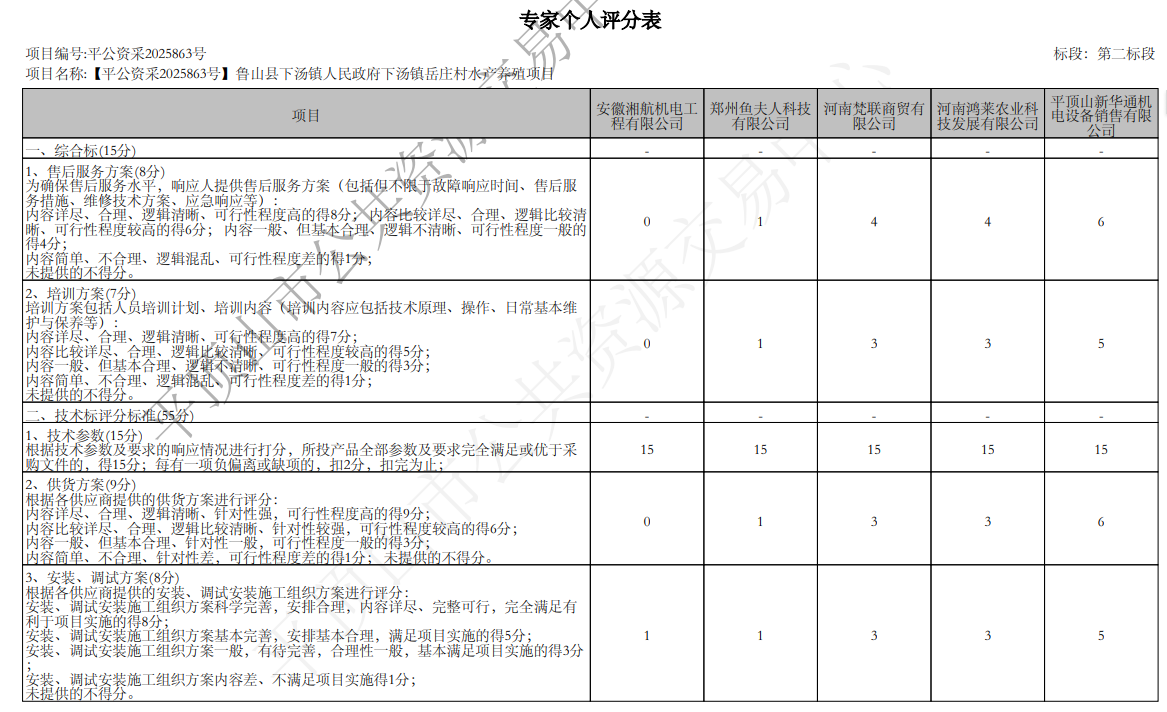 专家个人评分表
项目编号:平公资采2025863号
标段：第二标段
项目名称:【平公资采2025863号】鲁山县下汤镇人民政府下汤镇岳庄村水产养殖项目
项目
安徽湘航机电工
程有限公司
郑州鱼夫人科技
有限公司
河南梵联商贸有
限公司
河南鸿莱农业科
技发展有限公司
平顶山新华通机
电设备销售有限
公司
一、综合标(15分)
- - - - -
1、售后服务方案(8分)
为确保售后服务水平，响应人提供售后服务方案（包括但不限于故障响应时间、售后服
务措施、维修技术方案、应急响应等）:
内容详尽、合理、逻辑清晰、可行性程度高的得8分； 内容比较详尽、合理、逻辑比较清
晰、可行性程度较高的得6分； 内容一般、但基本合理、逻辑不清晰、可行性程度一般的
得4分；
内容简单、不合理、逻辑混乱、可行性程度差的得1分；
未提供的不得分。
0 1 4 4 6
2、培训方案(7分)
培训方案包括人员培训计划、培训内容（培训内容应包括技术原理、操作、日常基本维
护与保养等）:
内容详尽、合理、逻辑清晰、可行性程度高的得7分；
内容比较详尽、合理、逻辑比较清晰、可行性程度较高的得5分；
内容一般、但基本合理、逻辑不清晰、可行性程度一般的得3分；
内容简单、不合理、逻辑混乱、可行性程度差的得1分；
未提供的不得分。
0 1 3 3 5
二、技术标评分标准(55分)
- - - - -
1、技术参数(15分)
根据技术参数及要求的响应情况进行打分，所投产品全部参数及要求完全满足或优于采
购文件的，得15分；每有一项负偏离或缺项的，扣2分，扣完为止；
15 15 15 15 15
2、供货方案(9分)
根据各供应商提供的供货方案进行评分:
内容详尽、合理、逻辑清晰、针对性强，可行性程度高的得9分；
内容比较详尽、合理、逻辑比较清晰、针对性较强，可行性程度较高的得6分；
内容一般、但基本合理、针对性一般，可行性程度一般的得3分；
内容简单、不合理、针对性差，可行性程度差的得1分； 未提供的不得分。
0 1 3 3 6
3、安装、调试方案(8分)
根据各供应商提供的安装、调试安装施工组织方案进行评分:
安装、调试安装施工组织方案科学完善，安排合理，内容详尽、完整可行，完全满足有
利于项目实施的得8分；
安装、调试安装施工组织方案基本完善，安排基本合理，满足项目实施的得5分；
安装、调试安装施工组织方案一般，有待完善，合理性一般，基本满足项目实施的得3分
；
安装、调试安装施工组织方案内容差、不满足项目实施得1分；
未提供的不得分。
1 1 3 3 5
平顶山市公共资源交易中
平顶山市公共资源交易中心